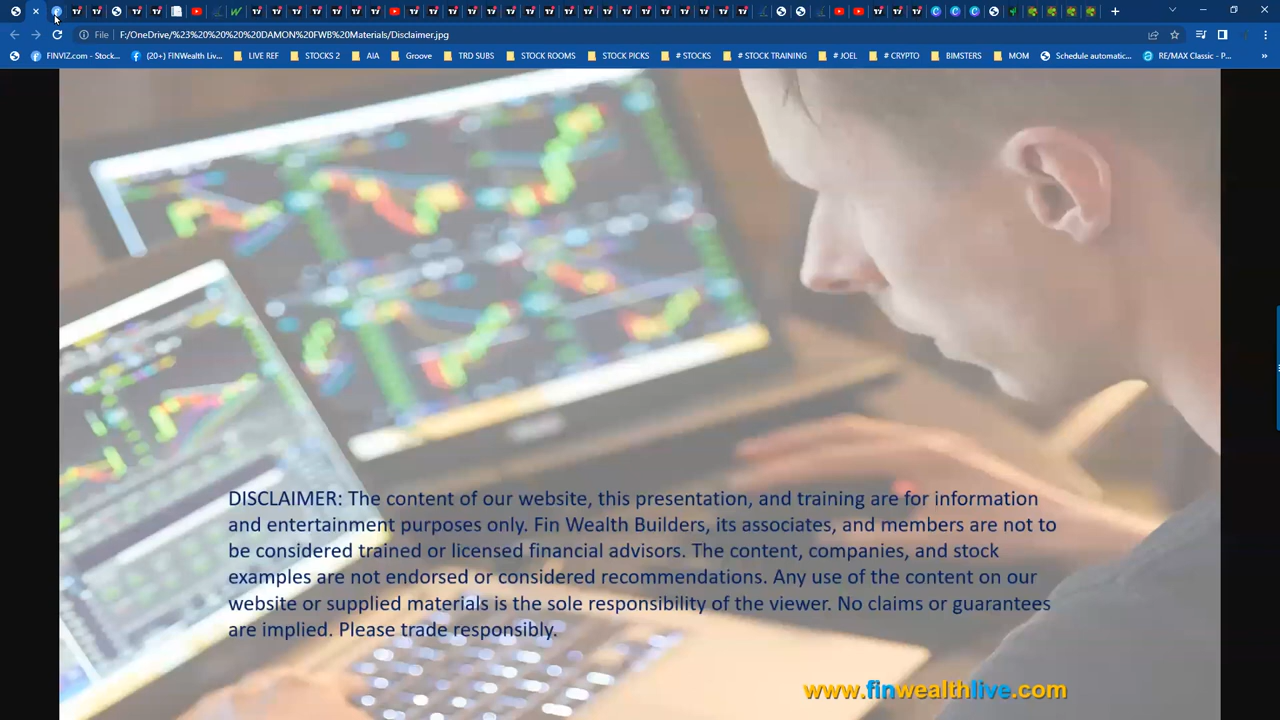 File F:/OneDrive/%23%20%20%20%20DAMON%20FWB%20Materials/Disclaimer.jpg
FINVIZ.com - Stock... (20+) FINWealth Liv... LIVE REF STOCKS 2 AIA Groove TRD SUBS STOCK ROOMS STOCK PICKS # STOCKS # STOCK TRAINING # JOEL # CRYPTO BIMSTERS MOM Schedule automatic... RE/MAX Classic - P... »
DISCLAIMER: The content of our website, this presentation, and training are for information
and entertainment purposes only. Fin Wealth Builders, its associates, and members are not to
be considered trained or licensed financial advisors. The content, companies, and stock
examples are not endorsed or considered recommendations. Any use of the content on our
website or supplied materials is the sole responsibility of the viewer. No claims or guarantees
are implied. Please trade responsibly.
www.finwealthlive.com